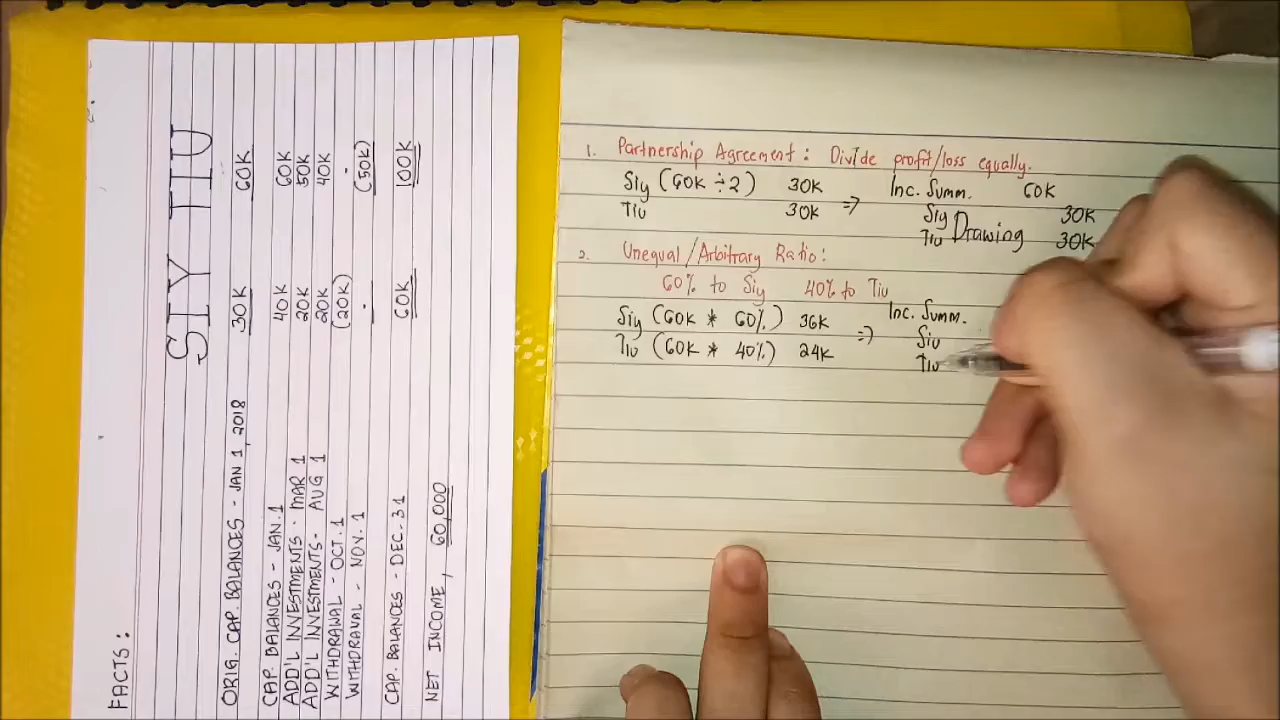 FACTS:
SIY TIU
ORIG. CAP. BALANCES - JAN 1, 2018 30K 60K
CAP. BALANCES - JAN. 1 40K 60K
ADD'L INVESTMENTS - MAR 1 20K 50K
ADD'L INVESTMENTS - AUG 1 20K 40K
WITHDRAWAL - OCT. 1 (20K) -
WITHDRAVAL - NOV. 1 - (50K)
CAP. BALANCES - DEC. 31 60K 100K
NET INCOME, 60,000
1. Partnership Agreement: Divide profit/loss equally.
Siy (60K ÷ 2) 30K => Inc. Summ. 60K
Tiu 30K Siy Drawing 30K
Tiu 30K
2. Unequal/Arbitrary Ratio:
60% to Siy 40% to Tiu
Siy (60K * 60%) 36K => Inc. Summ.
Tiu (60K * 40%) 24K Siy
Tiu